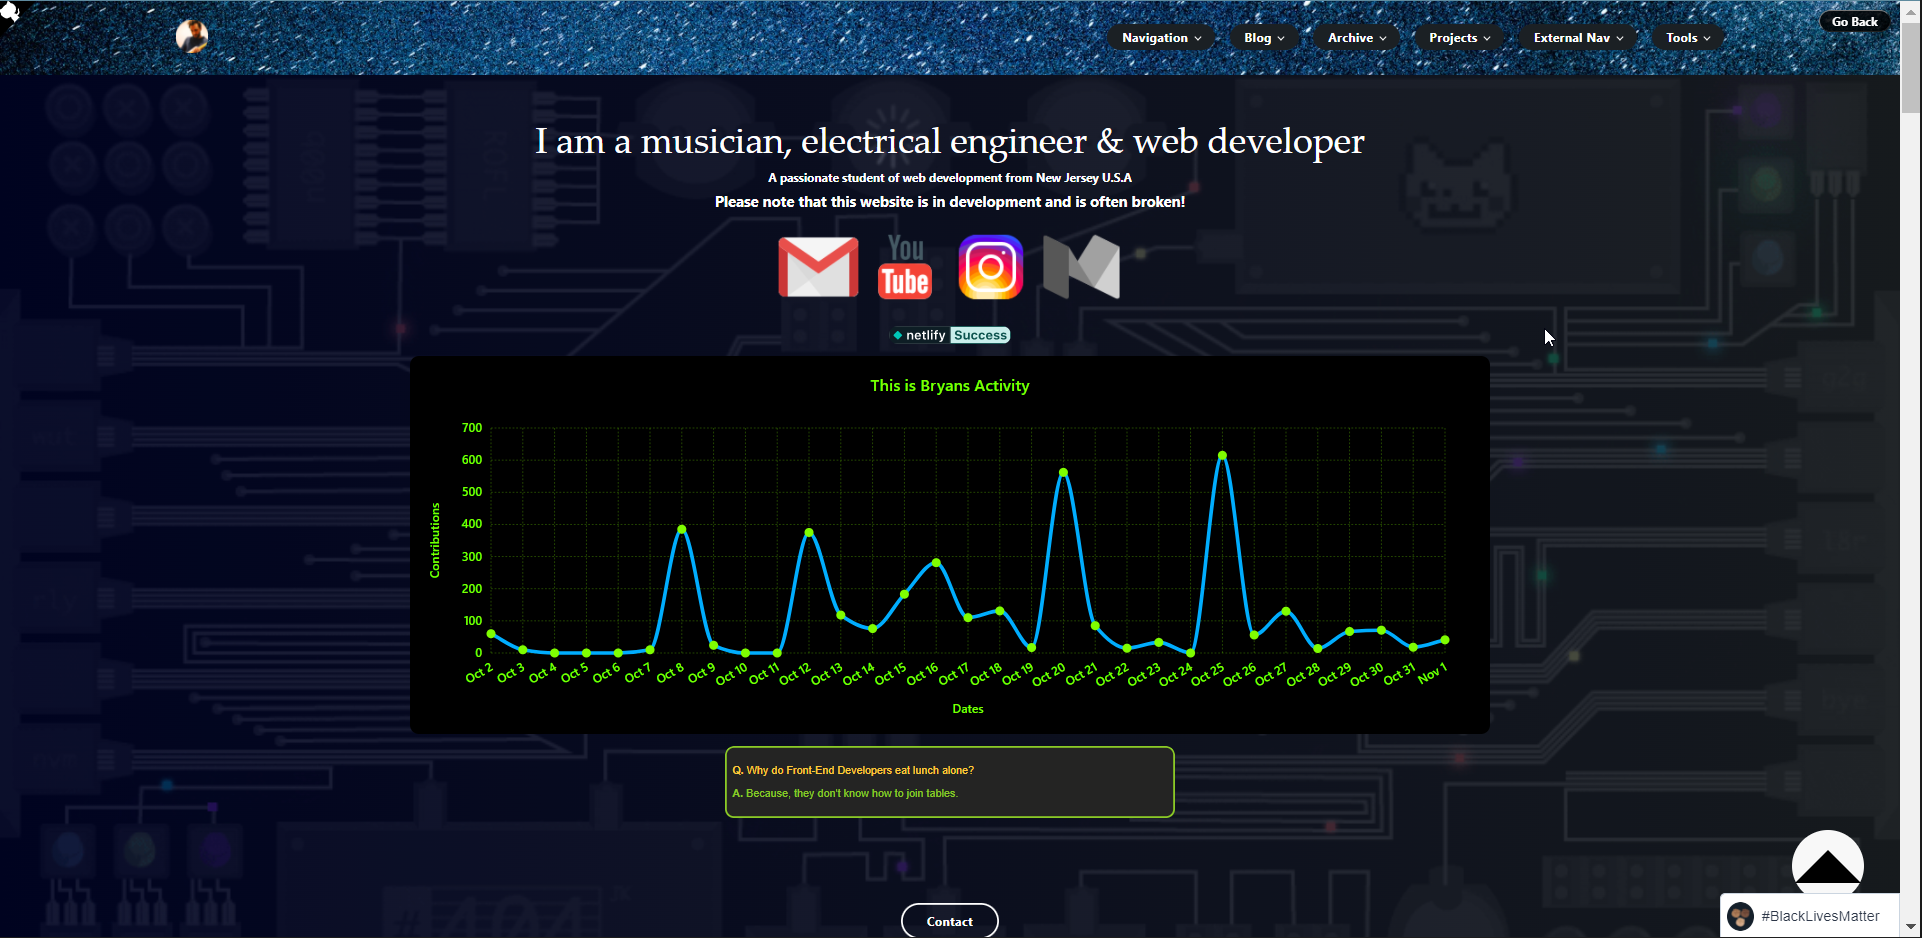 Navigation Blog Archive Projects External Nav Tools Go Back
I am a musician, electrical engineer & web developer
A passionate student of web development from New Jersey U.S.A
Please note that this website is in development and is often broken!
You
Tube
netlify Success
This is Bryans Activity
700
600
500
400
300
200
100
0
Contributions
Oct 2 Oct 3 Oct 4 Oct 5 Oct 6 Oct 7 Oct 8 Oct 9 Oct 10 Oct 11 Oct 12 Oct 13 Oct 14 Oct 15 Oct 16 Oct 17 Oct 18 Oct 19 Oct 20 Oct 21 Oct 22 Oct 23 Oct 24 Oct 25 Oct 26 Oct 27 Oct 28 Oct 29 Oct 30 Oct 31 Nov 1
Dates
Q. Why do Front-End Developers eat lunch alone?
A. Because, they don't know how to join tables.
#404
Contact
#BlackLivesMatter